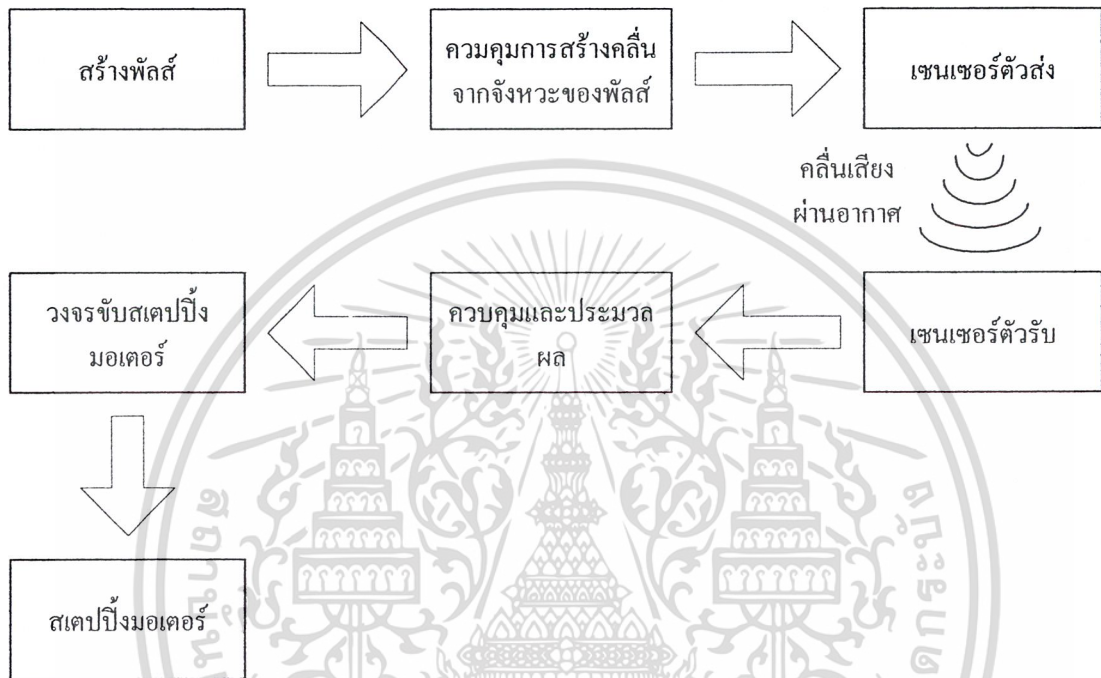 สร้างพัลส์
ควมคุมการสร้างคลื่น
จากจังหวะของพัลส์
เซนเซอร์ตัวส่ง
คลื่นเสียง
ผ่านอากาศ
วงจรขับสเตปปิ้ง
มอเตอร์
ควบคุมและประมวล
ผล
เซนเซอร์ตัวรับ
สเตปปิ้งมอเตอร์